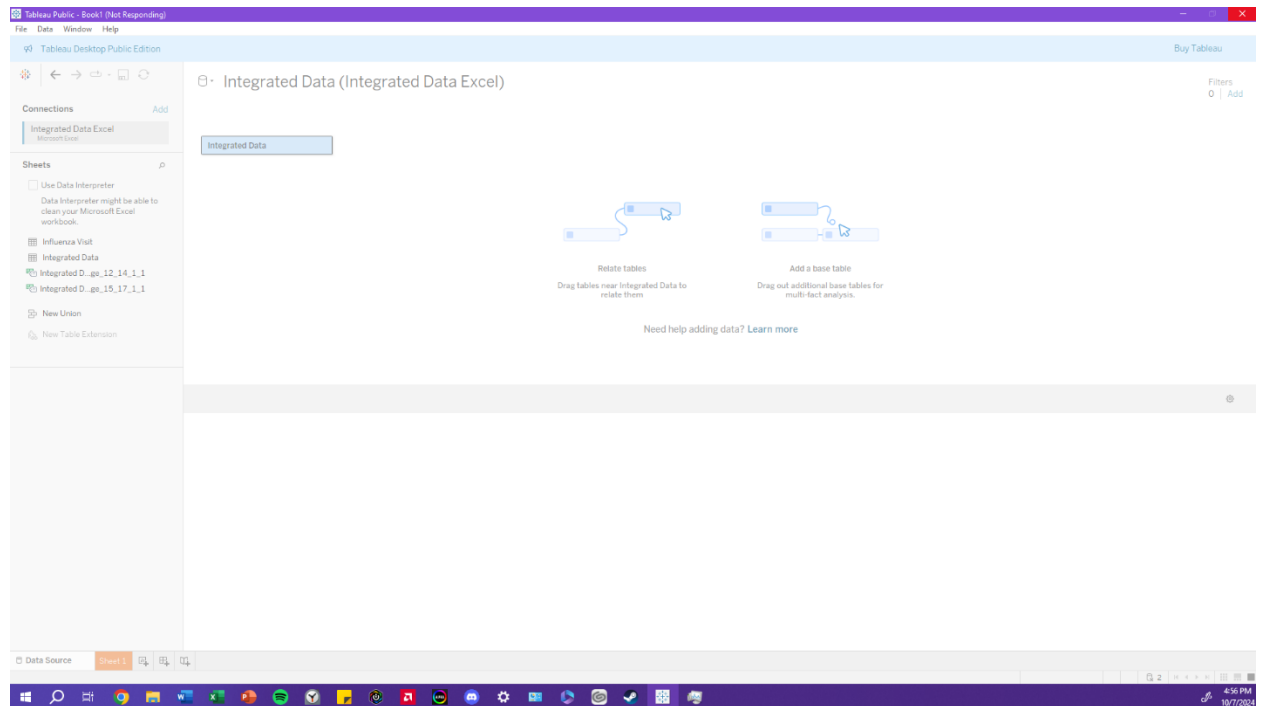 Tableau Public - Book1 (Not Responding)
File Data Window Help
Tableau Desktop Public Edition
Buy Tableau
Integrated Data (Integrated Data Excel)
Filters
0 | Add
Connections Add
Integrated Data Excel
Microsoft Excel
Integrated Data
Sheets
Use Data Interpreter
Data Interpreter might be able to
clean your Microsoft Excel
workbook.
Influenza Visit
Integrated Data
Integrated D...ge_12_14_1_1
Integrated D...ge_15_17_1_1
New Union
New Table Extension
Relate tables
Drag tables near Integrated Data to
relate them
Add a base table
Drag out additional base tables for
multi-fact analysis.
Need help adding data? Learn more
Data Source Sheet 1
2
4:56 PM
10/7/2024